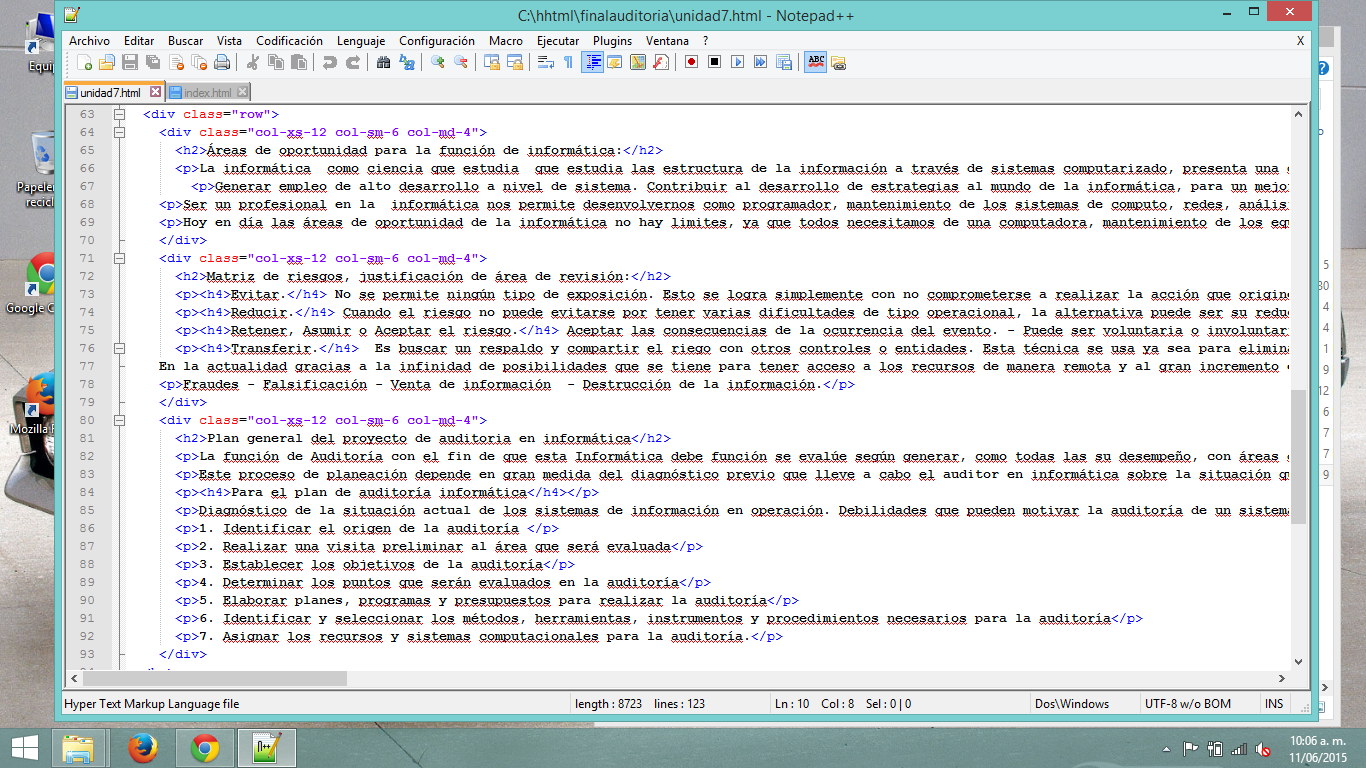 C:\hhtml\finalauditoria\unidad7.html - Notepad++
Archivo Editar Buscar Vista Codificación Lenguaje Configuración Macro Ejecutar Plugins Ventana ? X
unidad7.html index.html
63 <div class="row">
64 <div class="col-xs-12 col-sm-6 col-md-4">
65 <h2>Áreas de oportunidad para la función de informática:</h2>
66 <p>La informática como ciencia que estudia que estudia las estructura de la información a través de sistemas computarizado, presenta una
67 <p>Generar empleo de alto desarrollo a nivel de sistema. Contribuir al desarrollo de estrategias al mundo de la informática, para un mejo
68 <p>Ser un profesional en la informática nos permite desenvolvernos como programador, mantenimiento de los sistemas de computo, redes, anális
69 <p>Hoy en día las áreas de oportunidad de la informática no hay limites, ya que todos necesitamos de una computadora, mantenimiento de los eq
70 </div>
71 <div class="col-xs-12 col-sm-6 col-md-4">
72 <h2>Matriz de riesgos, justificación de área de revisión:</h2>
73 <p><h4>Evitar.</h4> No se permite ningún tipo de exposición. Esto se logra simplemente con no comprometerse a realizar la acción que origin
74 <p><h4>Reducir.</h4> Cuando el riesgo no puede evitarse por tener varias dificultades de tipo operacional, la alternativa puede ser su redu
75 <p><h4>Retener, Asumir o Aceptar el riesgo.</h4> Aceptar las consecuencias de la ocurrencia del evento. - Puede ser voluntaria o involuntar
76 <p><h4>Transferir.</h4> Es buscar un respaldo y compartir el riego con otros controles o entidades. Esta técnica se usa ya sea para elimin
77 En la actualidad gracias a la infinidad de posibilidades que se tiene para tener acceso a los recursos de manera remota y al gran incremento
78 <p>Fraudes - Falsificación - Venta de información - Destrucción de la información.</p>
79 </div>
80 <div class="col-xs-12 col-sm-6 col-md-4">
81 <h2>Plan general del proyecto de auditoria en informática</h2>
82 <p>La función de Auditoría con el fin de que esta Informática debe función se evalúe según generar, como todas las su desempeño, con áreas
83 <p>Este proceso de planeación depende en gran medida del diagnóstico previo que lleve a cabo el auditor en informática sobre la situación
84 <p><h4>Para el plan de auditoría informática</h4></p>
85 <p>Diagnóstico de la situación actual de los sistemas de información en operación. Debilidades que pueden motivar la auditoría de un sistem
86 <p>1. Identificar el origen de la auditoría </p>
87 <p>2. Realizar una visita preliminar al área que será evaluada</p>
88 <p>3. Establecer los objetivos de la auditoría</p>
89 <p>4. Determinar los puntos que serán evaluados en la auditoría</p>
90 <p>5. Elaborar planes, programas y presupuestos para realizar la auditoría</p>
91 <p>6. Identificar y seleccionar los métodos, herramientas, instrumentos y procedimientos necesarios para la auditoría</p>
92 <p>7. Asignar los recursos y sistemas computacionales para la auditoría.</p>
93 </div>
Hyper Text Markup Language file length : 8723 lines : 123 Ln : 10 Col : 8 Sel : 0 | 0 Dos\Windows UTF-8 w/o BOM INS
Equip
Papeler
recicl
Google C
Mozilla F
10:06 a. m.
11/06/2015